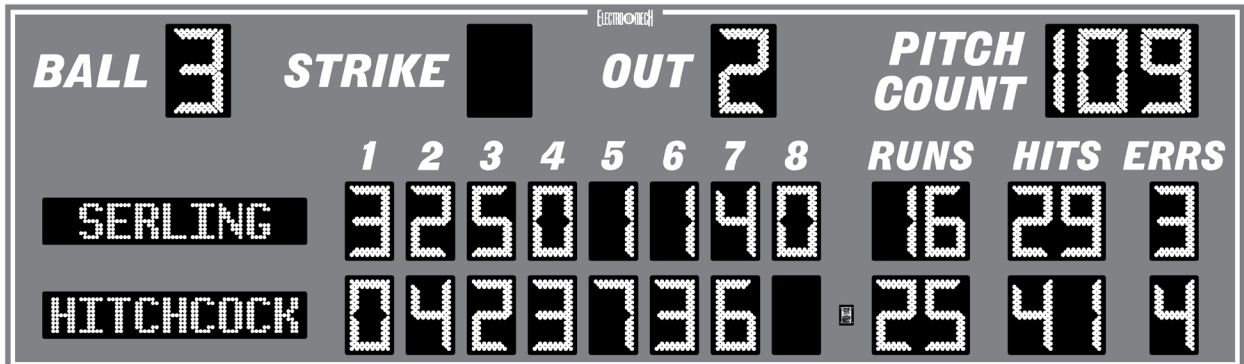 ELECTRO-MECH
BALL 3 STRIKE OUT 2 PITCH COUNT 109
1 2 3 4 5 6 7 8 RUNS HITS ERRS
SERLING 3 2 5 0 1 1 4 0 16 29 3
HITCHCOCK 0 4 2 3 7 3 6 25 41 4